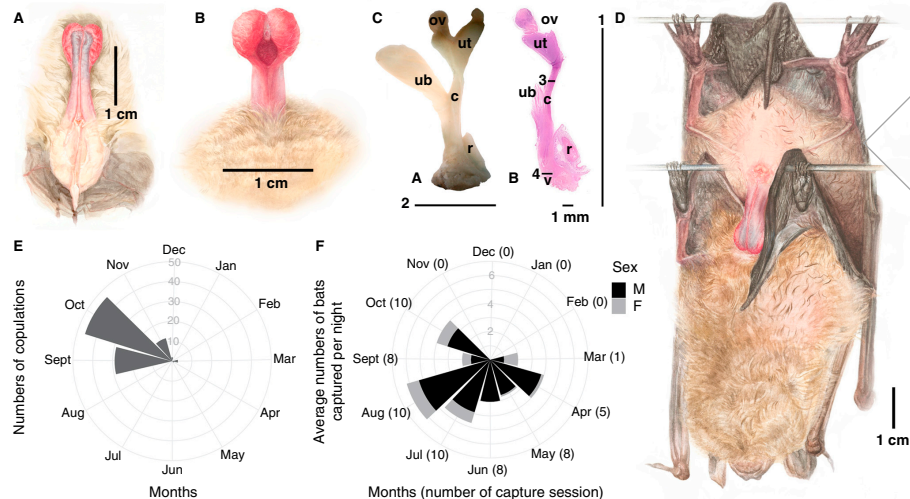 A
1 cm
B
1 cm
C
ov
ut
ub
c
r
A
2
ov
ut
3
ub
c
r
4
v
B
1 mm
1
D
1 cm
E
Numbers of copulations
Dec
Jan
Feb
Mar
Apr
May
Jun
Jul
Aug
Sept
Oct
Nov
50
40
30
20
10
Months
F
Average numbers of bats
captured per night
Dec (0)
Jan (0)
Feb (0)
Mar (1)
Apr (5)
May (8)
Jun (8)
Jul (10)
Aug (10)
Sept (8)
Oct (10)
Nov (0)
6
4
2
Months (number of capture session)
Sex
M
F